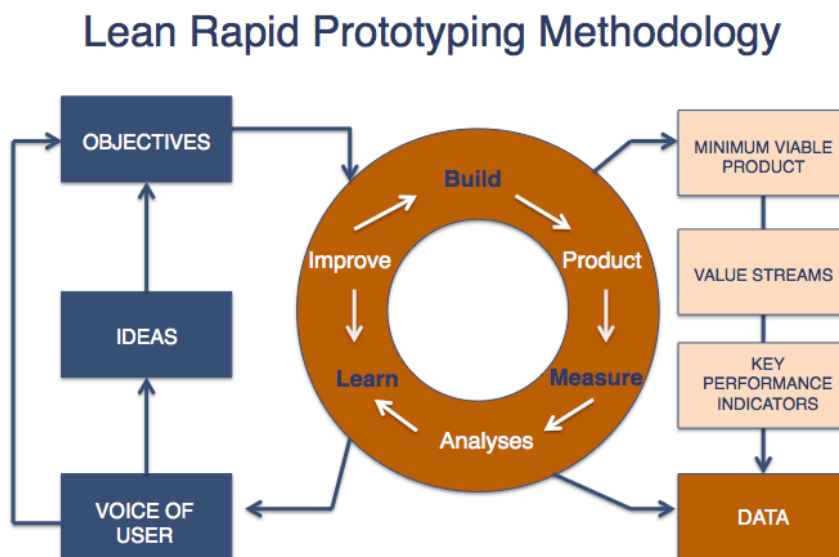 Lean Rapid Prototyping Methodology
OBJECTIVES
IDEAS
VOICE OF
USER
Build
Improve
Product
Learn
Measure
Analyses
MINIMUM VIABLE
PRODUCT
VALUE STREAMS
KEY
PERFORMANCE
INDICATORS
DATA